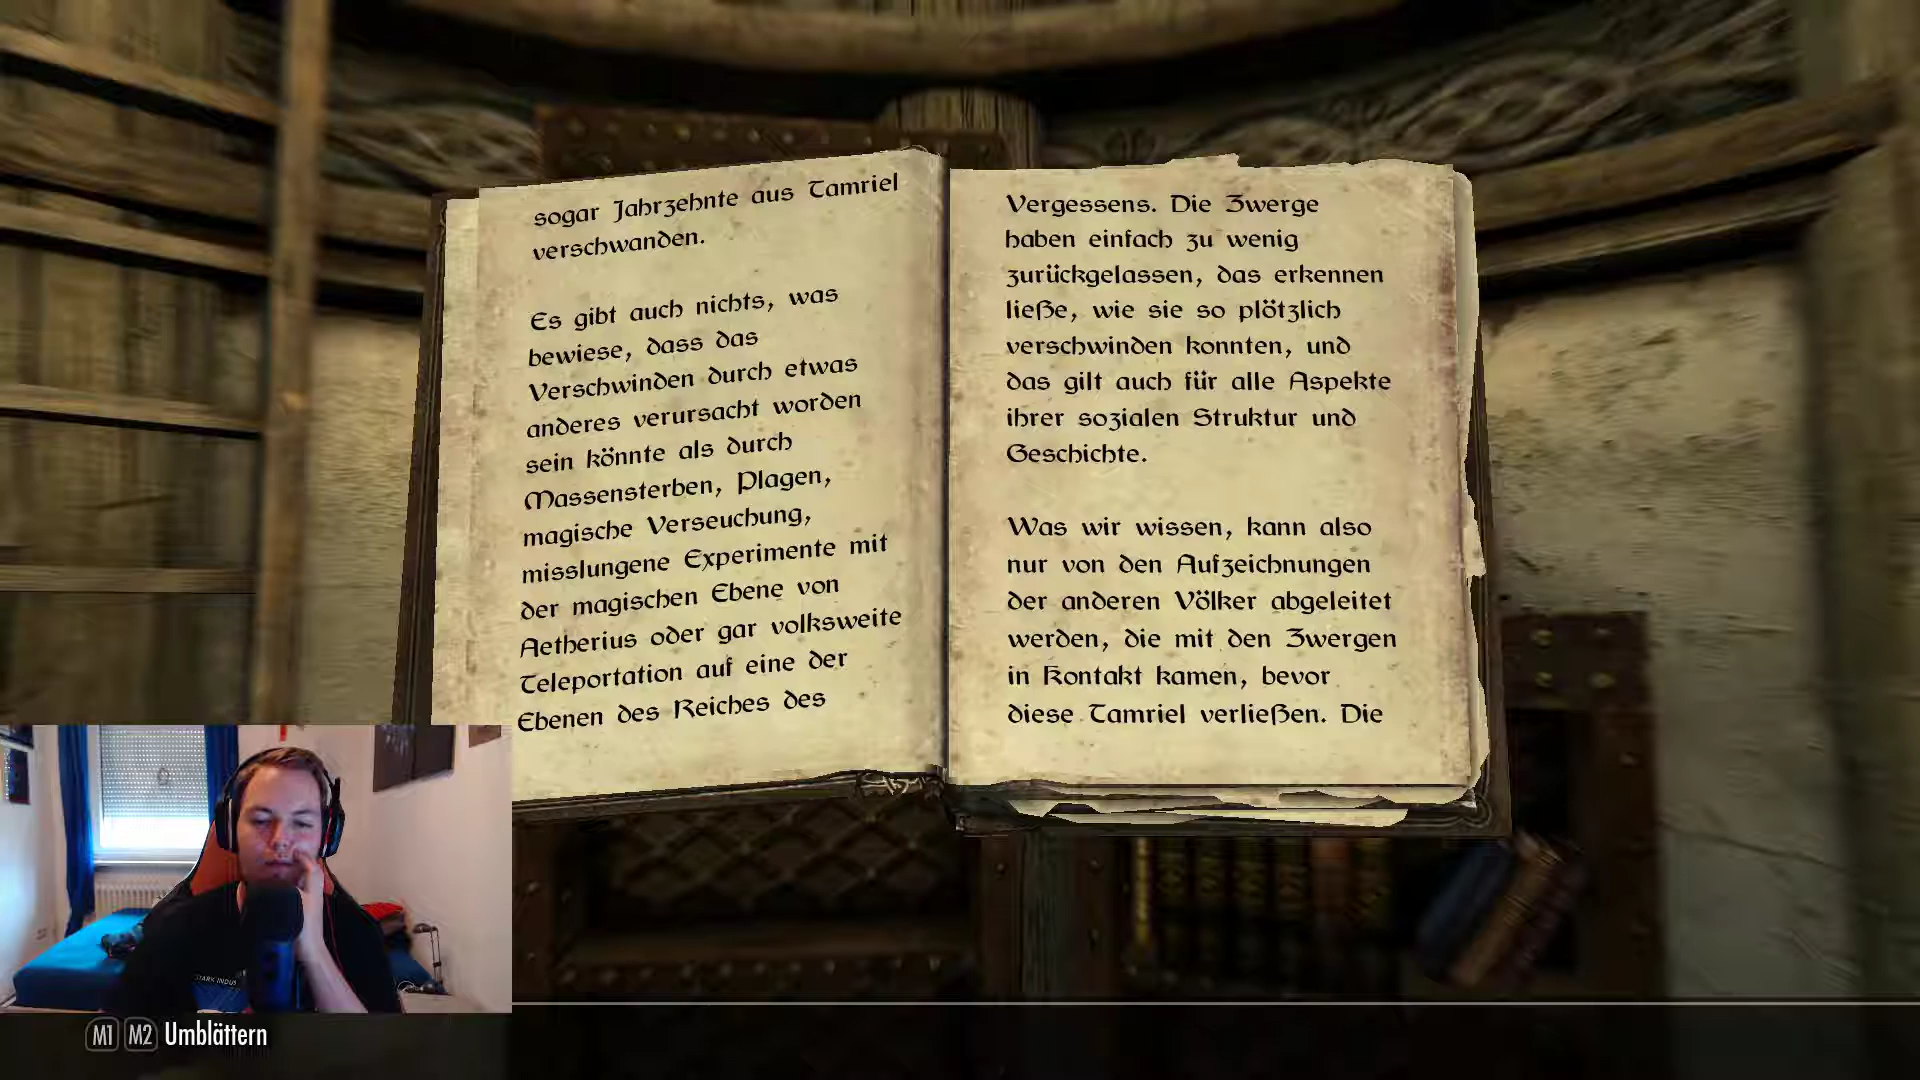 sogar Jahrzehnte aus Tamriel
verschwanden.
Es gibt auch nichts, was
bewiese, dass das
Verschwinden durch etwas
anderes verursacht worden
sein könnte als durch
Massensterben, Plagen,
magische Verseuchung,
misslungene Experimente mit
der magischen Ebene von
Aetherius oder gar volksweite
Teleportation auf eine der
Ebenen des Reiches des
Vergessens. Die Zwerge
haben einfach zu wenig
zurückgelassen, das erkennen
ließe, wie sie so plötzlich
verschwinden konnten, und
das gilt auch für alle Aspekte
ihrer sozialen Struktur und
Geschichte.
Was wir wissen, kann also
nur von den Aufzeichnungen
der anderen Völker abgeleitet
werden, die mit den Zwergen
in Kontakt kamen, bevor
diese Tamriel verließen. Die
M1 M2 Umblättern